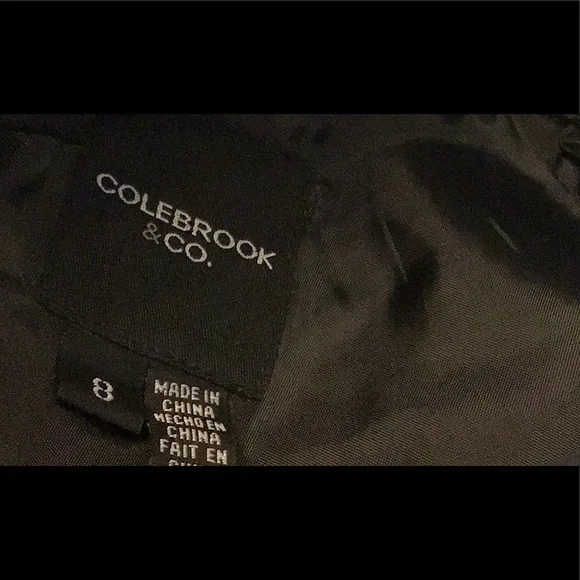 COLEBROOK
&CO.
8
MADE IN
CHINA
HECHO EN
CHINA
FAIT EN